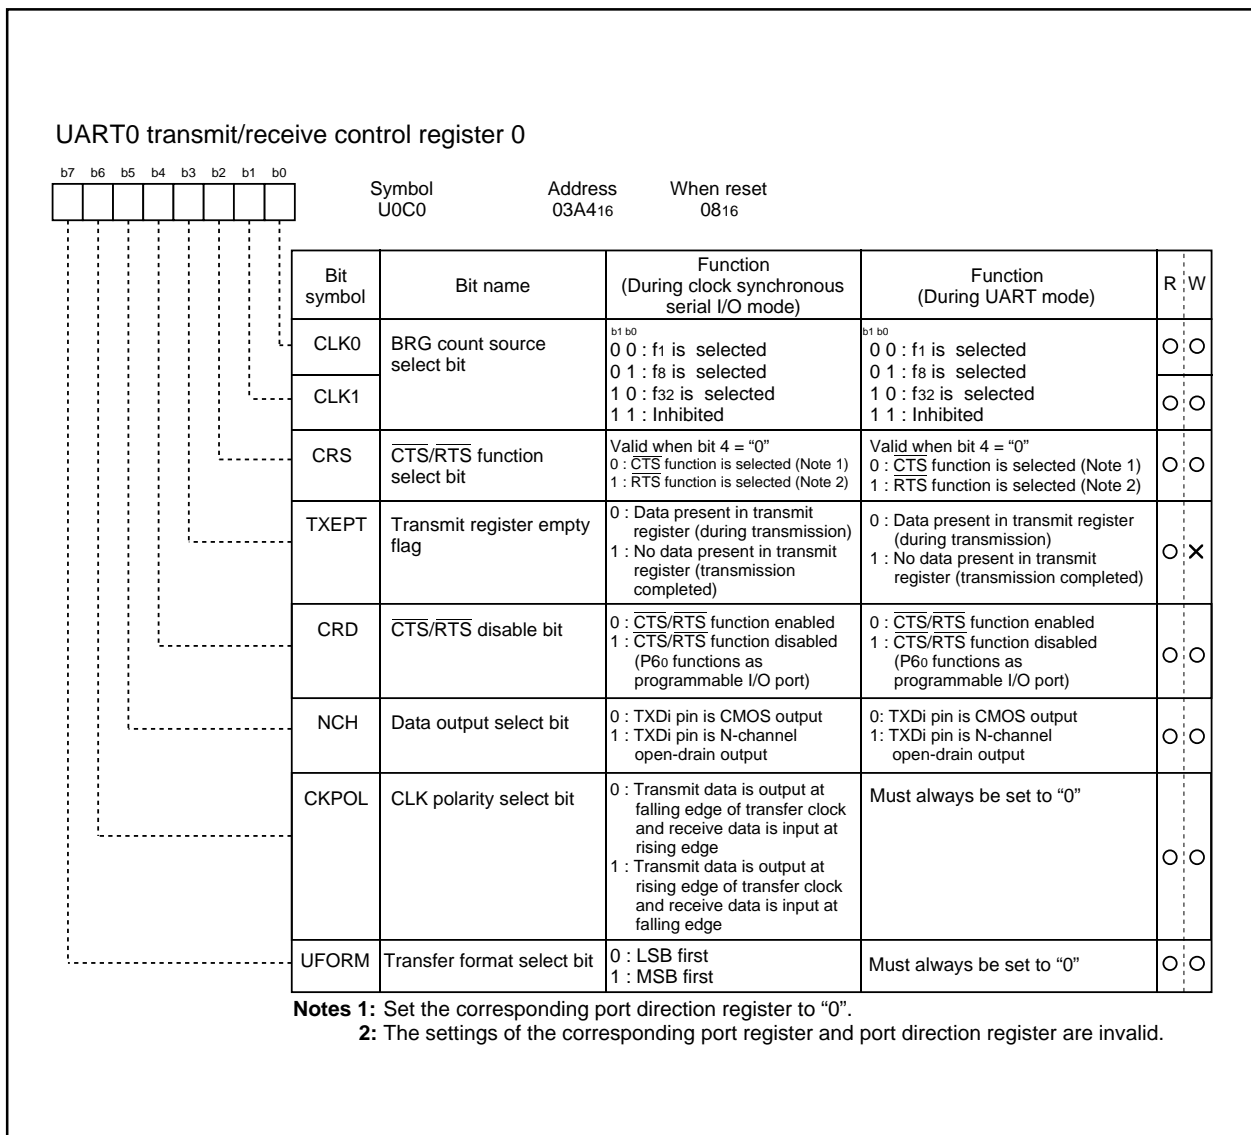 UART0 transmit/receive control register 0
b7 b6 b5 b4 b3 b2 b1 b0
Symbol Address When reset
U0C0 03A416 0816
Bit symbol Bit name Function (During clock synchronous serial I/O mode) Function (During UART mode) R W
CLK0 BRG count source select bit
b1 b0
0 0 : f1 is selected
0 1 : f8 is selected
1 0 : f32 is selected
1 1 : Inhibited
b1 b0
0 0 : f1 is selected
0 1 : f8 is selected
1 0 : f32 is selected
1 1 : Inhibited
CLK1
CRS CTS/RTS function select bit
Valid when bit 4 = “0”
0 : CTS function is selected (Note 1)
1 : RTS function is selected (Note 2)
Valid when bit 4 = “0”
0 : CTS function is selected (Note 1)
1 : RTS function is selected (Note 2)
TXEPT Transmit register empty flag
0 : Data present in transmit
register (during transmission)
1 : No data present in transmit
register (transmission
completed)
0 : Data present in transmit register
(during transmission)
1 : No data present in transmit
register (transmission completed)
CRD CTS/RTS disable bit
0 : CTS/RTS function enabled
1 : CTS/RTS function disabled
(P60 functions as
programmable I/O port)
0 : CTS/RTS function enabled
1 : CTS/RTS function disabled
(P60 functions as
programmable I/O port)
NCH Data output select bit
0 : TXDi pin is CMOS output
1 : TXDi pin is N-channel
open-drain output
0: TXDi pin is CMOS output
1: TXDi pin is N-channel
open-drain output
CKPOL CLK polarity select bit
0 : Transmit data is output at
falling edge of transfer clock
and receive data is input at
rising edge
1 : Transmit data is output at
rising edge of transfer clock
and receive data is input at
falling edge
Must always be set to “0”
UFORM Transfer format select bit
0 : LSB first
1 : MSB first
Must always be set to “0”
Notes 1: Set the corresponding port direction register to “0”.
2: The settings of the corresponding port register and port direction register are invalid.